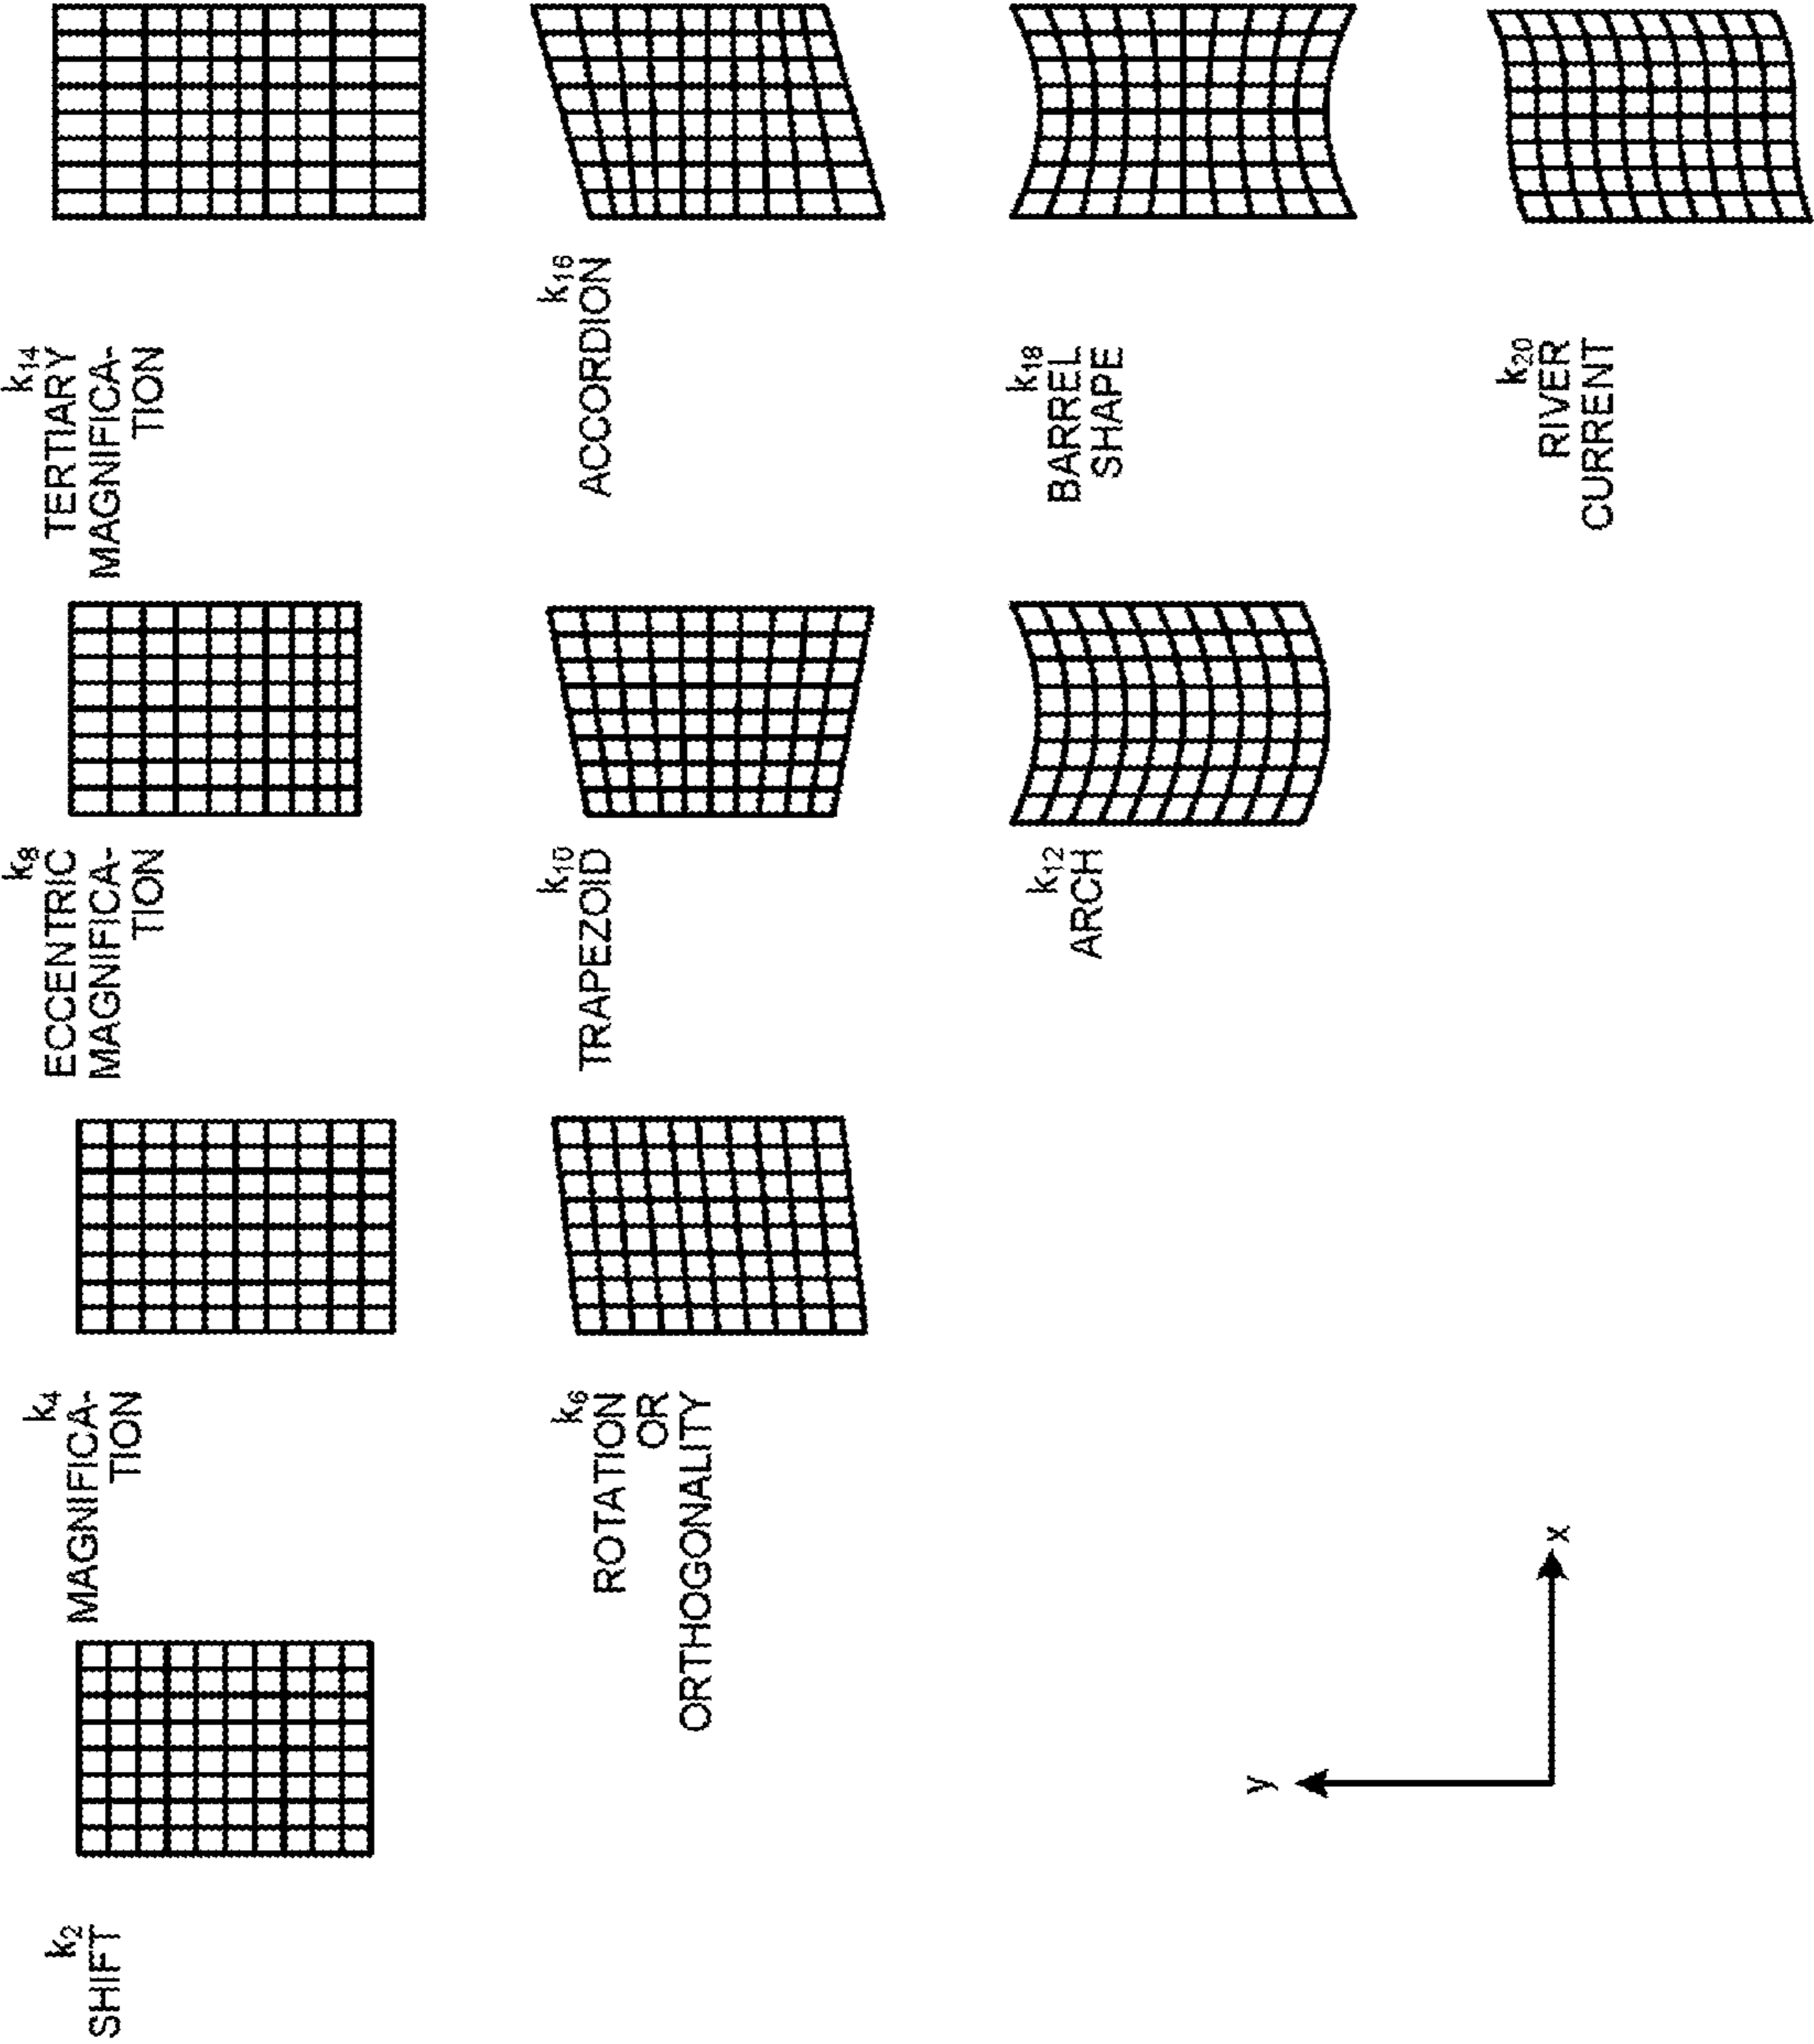 k₂
SHIFT
k₄
MAGNIFICA-
TION
k₈
ECCENTRIC
MAGNIFICA-
TION
k₁₄
TERTIARY
MAGNIFICA-
TION
k₆
ROTATION
OR
ORTHOGONALITY
k₁₀
TRAPEZOID
k₁₆
ACCORDION
k₁₂
ARCH
k₁₈
BARREL
SHAPE
y
x
k₂₀
RIVER
CURRENT